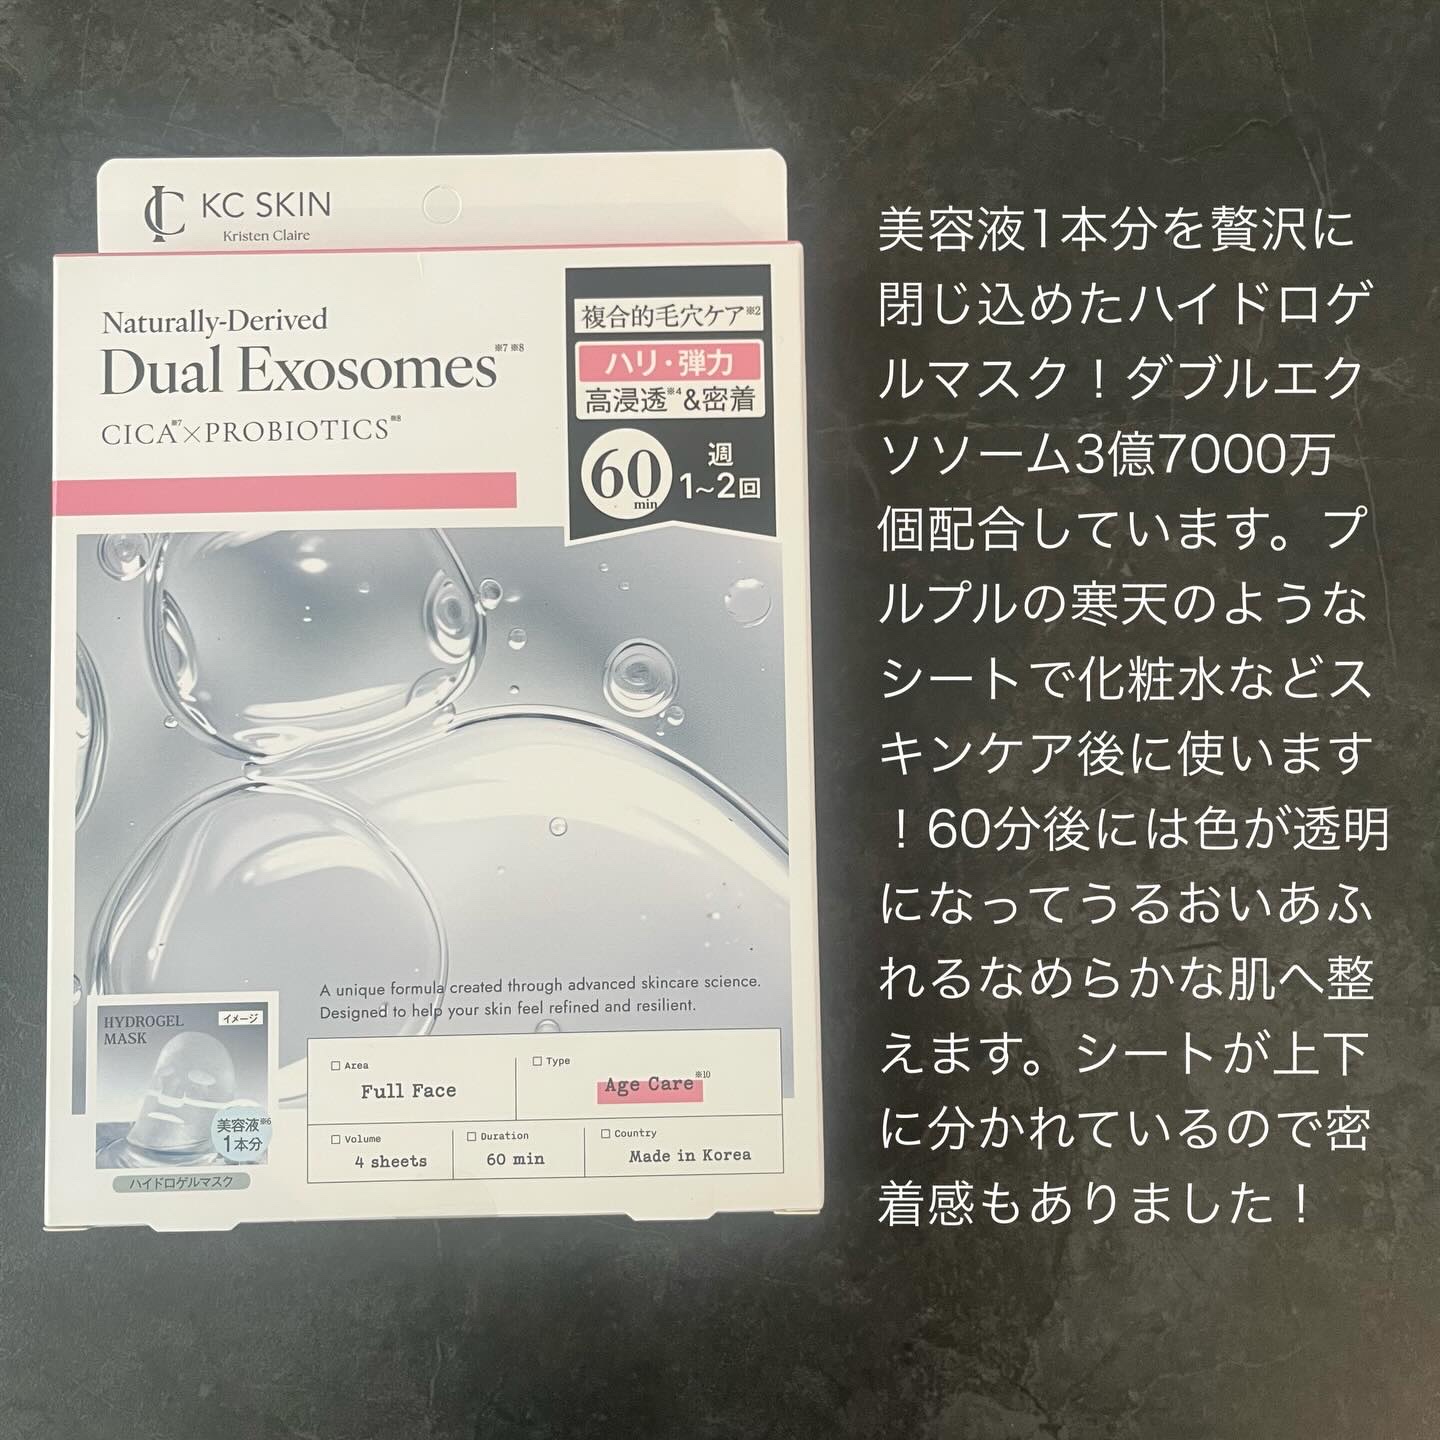 KC SKIN
Kristen Claire
Naturally-Derived
Dual Exosomes※7 ※8
CICA※7×PROBIOTICS※8
複合的毛穴ケア※2
ハリ・弾力
高浸透※4&密着
60
min
週
1~2回
A unique formula created through advanced skincare science.
Designed to help your skin feel refined and resilient.
HYDROGEL
MASK
イメージ
美容液※6
1本分
ハイドロゲルマスク
Area
Full Face
Type
Age Care※10
Volume
4 sheets
Duration
60 min
Country
Made in Korea
美容液1本分を贅沢に
閉じ込めたハイドロゲ
ルマスク！ダブルエク
ソソーム3億7000万
個配合しています。プ
ルプルの寒天のような
シートで化粧水などス
キンケア後に使います
！60分後には色が透明
になってうるおいあふ
れるなめらかな肌へ整
えます。シートが上下
に分かれているので密
着感もありました！